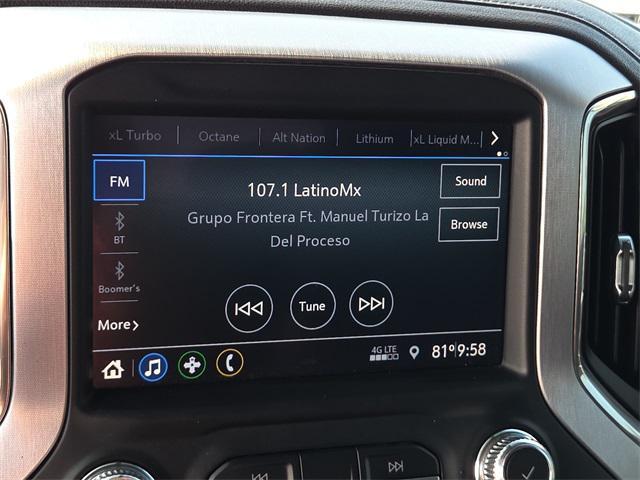 xL Turbo Octane Alt Nation Lithium xL Liquid M...
FM
107.1 LatinoMx
Sound
Grupo Frontera Ft. Manuel Turizo La
Del Proceso
Browse
BT
Boomer's
Tune
More
4G LTE
81° 9:58